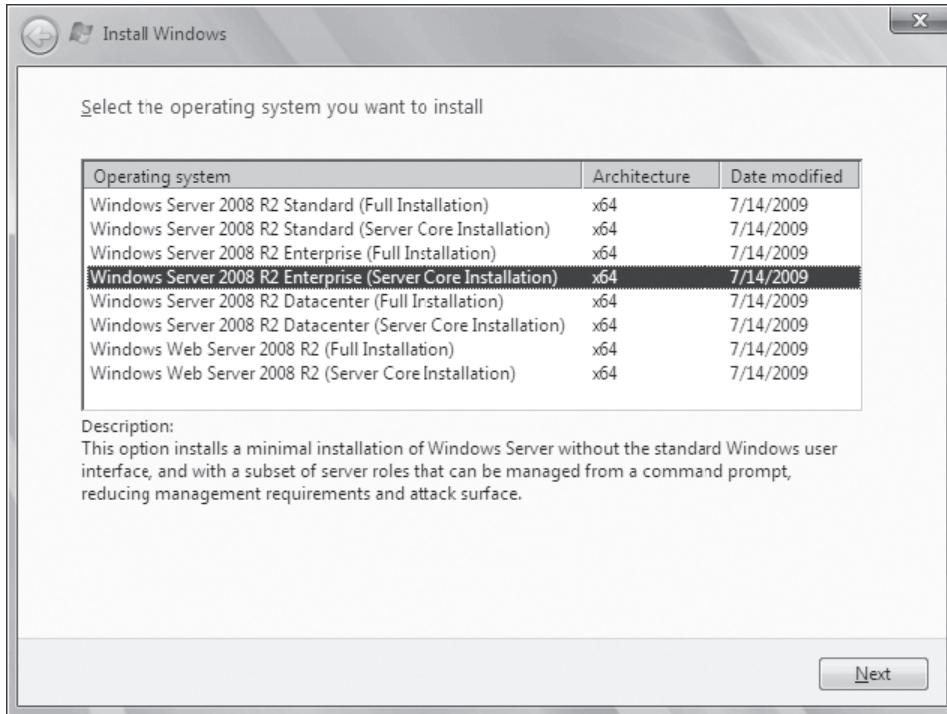 Install Windows
Select the operating system you want to install
Operating system Architecture Date modified
Windows Server 2008 R2 Standard (Full Installation) x64 7/14/2009
Windows Server 2008 R2 Standard (Server Core Installation) x64 7/14/2009
Windows Server 2008 R2 Enterprise (Full Installation) x64 7/14/2009
Windows Server 2008 R2 Enterprise (Server Core Installation) x64 7/14/2009
Windows Server 2008 R2 Datacenter (Full Installation) x64 7/14/2009
Windows Server 2008 R2 Datacenter (Server Core Installation) x64 7/14/2009
Windows Web Server 2008 R2 (Full Installation) x64 7/14/2009
Windows Web Server 2008 R2 (Server Core Installation) x64 7/14/2009
Description:
This option installs a minimal installation of Windows Server without the standard Windows user
interface, and with a subset of server roles that can be managed from a command prompt,
reducing management requirements and attack surface.
Next